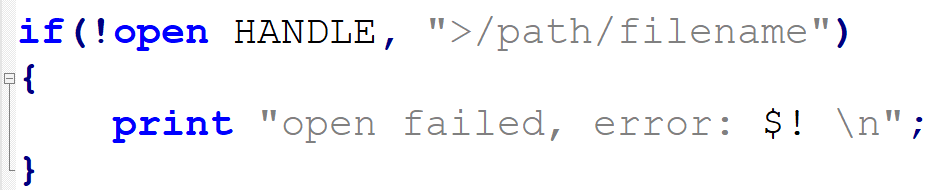 if(!open HANDLE, ">/path/filename")
{
    print "open failed, error: $! \n";
}